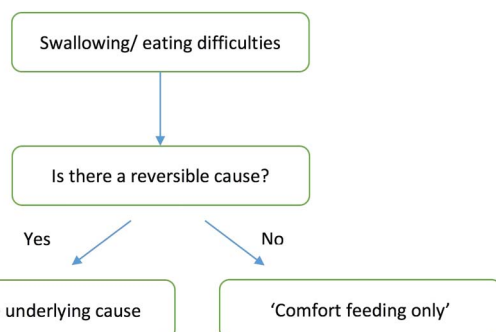 Swallowing/ eating difficulties
Is there a reversible cause?
Yes
No
underlying cause
‘Comfort feeding only’